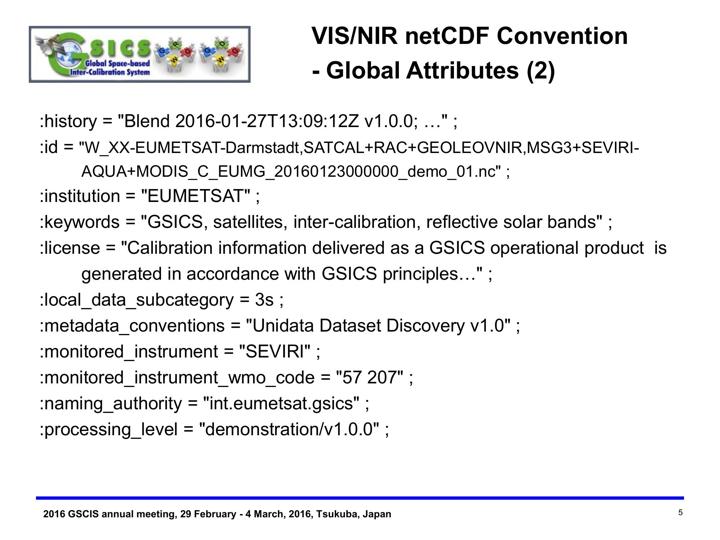 GSICS
Global Space-based
Inter-Calibration System
VIS/NIR netCDF Convention
- Global Attributes (2)
:history = "Blend 2016-01-27T13:09:12Z v1.0.0; …" ;
:id = "W_XX-EUMETSAT-Darmstadt,SATCAL+RAC+GEOLEOVNIR,MSG3+SEVIRI-
AQUA+MODIS_C_EUMG_20160123000000_demo_01.nc" ;
:institution = "EUMETSAT" ;
:keywords = "GSICS, satellites, inter-calibration, reflective solar bands" ;
:license = "Calibration information delivered as a GSICS operational product  is
generated in accordance with GSICS principles…" ;
:local_data_subcategory = 3s ;
:metadata_conventions = "Unidata Dataset Discovery v1.0" ;
:monitored_instrument = "SEVIRI" ;
:monitored_instrument_wmo_code = "57 207" ;
:naming_authority = "int.eumetsat.gsics" ;
:processing_level = "demonstration/v1.0.0" ;
2016 GSCIS annual meeting, 29 February - 4 March, 2016, Tsukuba, Japan
5